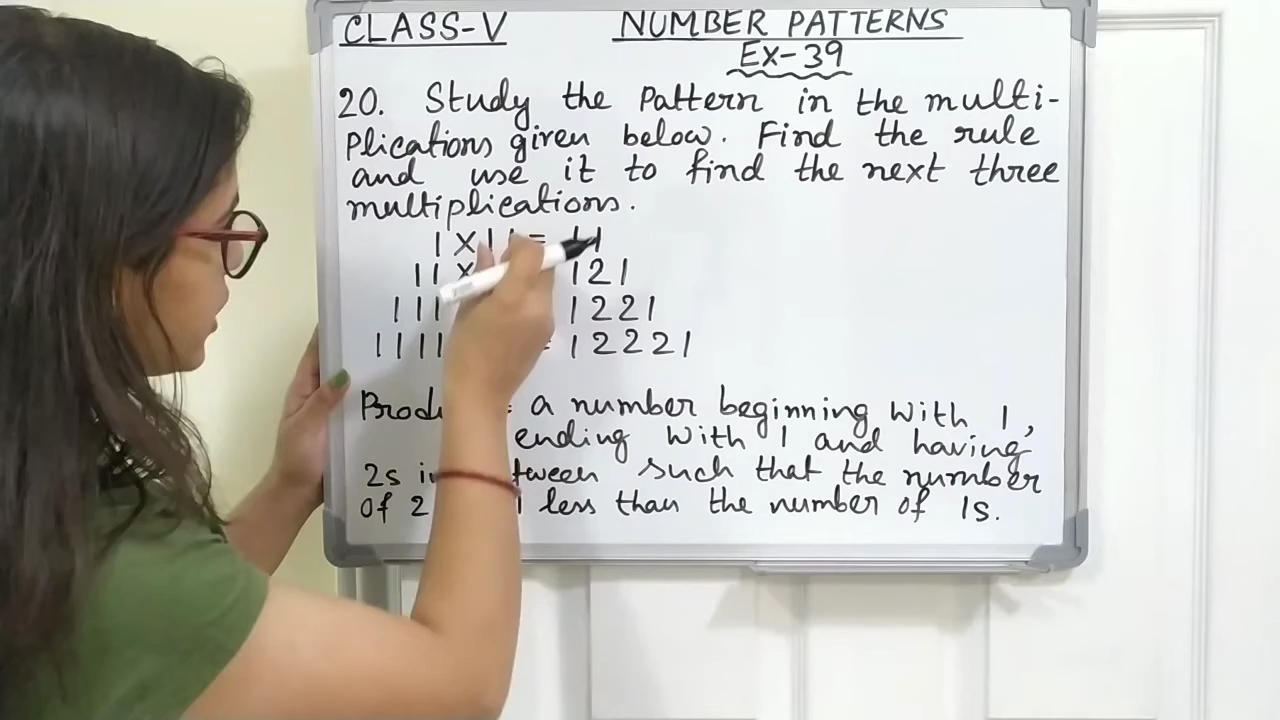 CLASS-V NUMBER PATTERNS
EX-39
20. Study the Pattern in the multi-
plications given below. Find the rule
and use it to find the next three
multiplications.
1 × 11 = 11
11 × 121
111 1221
1111 = 12221
= a number beginning with 1,
ending with 1 and having
2s such that the number
of 2 1 less than the number of 1s.